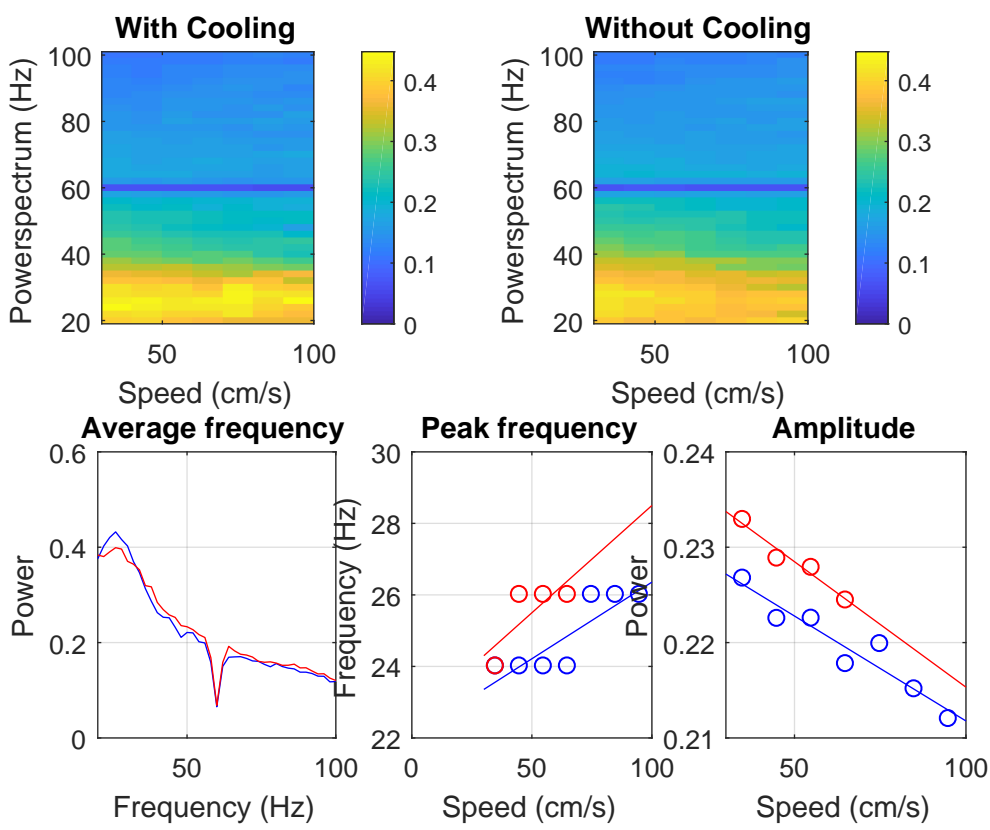 With Cooling
Powerspectrum (Hz)
100
80
60
40
20
50
100
Speed (cm/s)
0.4
0.3
0.2
0.1
0
Without Cooling
Powerspectrum (Hz)
100
80
60
40
20
50
100
Speed (cm/s)
0.4
0.3
0.2
0.1
0
Average frequency
Power
0.6
0.4
0.2
0
50
100
Frequency (Hz)
Peak frequency
Frequency (Hz)
30
28
26
24
22
0
50
100
Speed (cm/s)
Amplitude
Power
0.24
0.23
0.22
0.21
50
100
Speed (cm/s)